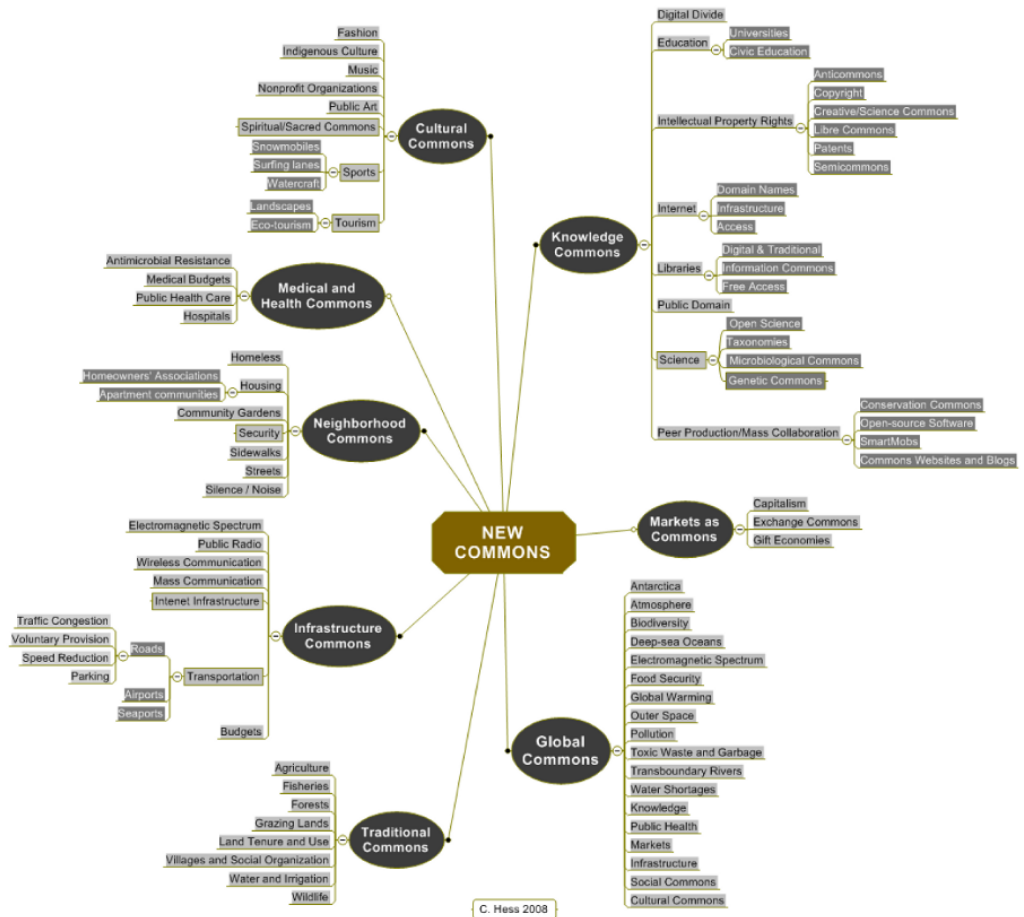 Fashion
Indigenous Culture
Music
Nonprofit Organizations
Public Art
Spiritual/Sacred Commons
Snowmobiles
Surfing lanes
Watercraft
Sports
Landscapes
Eco-tourism
Tourism
Cultural
Commons
Antimicrobial Resistance
Medical Budgets
Public Health Care
Hospitals
Medical and
Health Commons
Homeless
Homeowners' Associations
Apartment communities
Housing
Community Gardens
Security
Sidewalks
Streets
Silence / Noise
Neighborhood
Commons
Electromagnetic Spectrum
Public Radio
Wireless Communication
Mass Communication
Intenet Infrastructure
Traffic Congestion
Voluntary Provision
Speed Reduction
Parking
Roads
Airports
Seaports
Transportation
Budgets
Infrastructure
Commons
Agriculture
Fisheries
Forests
Grazing Lands
Land Tenure and Use
Villages and Social Organization
Water and Irrigation
Wildlife
Traditional
Commons
NEW
COMMONS
Knowledge
Commons
Digital Divide
Education
Universities
Civic Education
Intellectual Property Rights
Anticommons
Copyright
Creative/Science Commons
Libre Commons
Patents
Semicommons
Internet
Domain Names
Infrastructure
Access
Libraries
Digital & Traditional
Information Commons
Free Access
Public Domain
Science
Open Science
Taxonomies
Microbiological Commons
Genetic Commons
Peer Production/Mass Collaboration
Conservation Commons
Open-source Software
SmartMobs
Commons Websites and Blogs
Markets as
Commons
Capitalism
Exchange Commons
Gift Economies
Global
Commons
Antarctica
Atmosphere
Biodiversity
Deep-sea Oceans
Electromagnetic Spectrum
Food Security
Global Warming
Outer Space
Pollution
Toxic Waste and Garbage
Transboundary Rivers
Water Shortages
Knowledge
Public Health
Markets
Infrastructure
Social Commons
Cultural Commons
C. Hess 2008